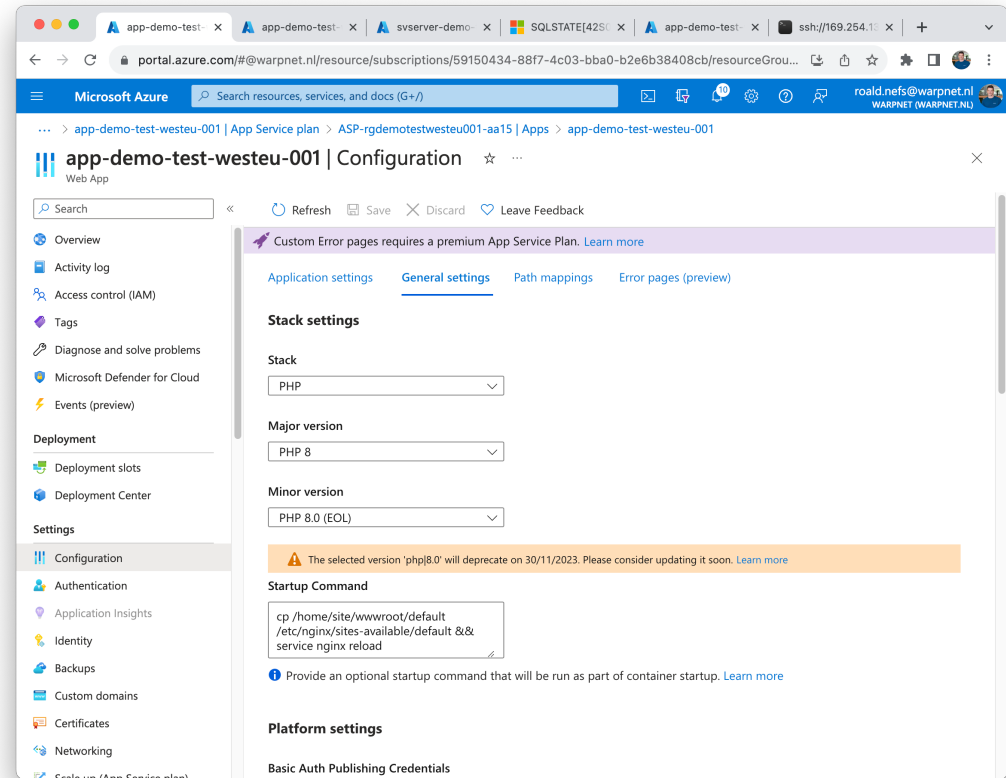 app-demo-test-
app-demo-test-
svserver-demo-
SQLSTATE[42S0
app-demo-test-
ssh://169.254.13
portal.azure.com/#@warpnet.nl/resource/subscriptions/59150434-88f7-4c03-bba0-b2e6b38408cb/resourceGrou...
Microsoft Azure
Search resources, services, and docs (G+/)
10
roald.nefs@warpnet.nl
WARPNET (WARPNET.NL)
... > app-demo-test-westeu-001 | App Service plan > ASP-rgdemotestwesteu001-aa15 | Apps > app-demo-test-westeu-001
app-demo-test-westeu-001 | Configuration
Web App
Search
«
Refresh
Save
Discard
Leave Feedback
Custom Error pages requires a premium App Service Plan. Learn more
Overview
Activity log
Access control (IAM)
Tags
Diagnose and solve problems
Microsoft Defender for Cloud
Events (preview)
Deployment
Deployment slots
Deployment Center
Settings
Configuration
Authentication
Application Insights
Identity
Backups
Custom domains
Certificates
Networking
Scale up (App Service plan)
Application settings
General settings
Path mappings
Error pages (preview)
Stack settings
Stack
PHP
Major version
PHP 8
Minor version
PHP 8.0 (EOL)
The selected version 'php|8.0' will deprecate on 30/11/2023. Please consider updating it soon. Learn more
Startup Command
cp /home/site/wwwroot/default
/etc/nginx/sites-available/default &&
service nginx reload
Provide an optional startup command that will be run as part of container startup. Learn more
Platform settings
Basic Auth Publishing Credentials